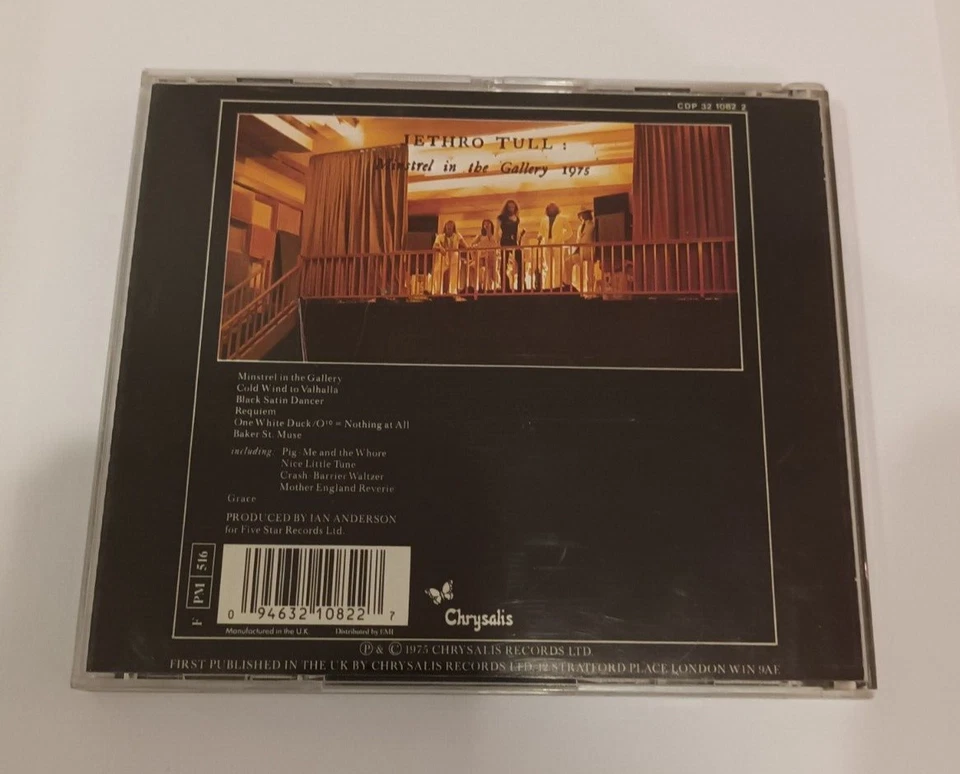 CDP 32 1082 2
JETHRO TULL :
Minstrel in the Gallery 1975
Minstrel in the Gallery
Cold Wind to Valhalla
Black Satin Dancer
Requiem
One White Duck /O¹⁰ = Nothing at All
Baker St. Muse
including: Pig-Me and the Whore
Nice Little Tune
Crash-Barrier Waltzer
Mother England Reverie
Grace
PRODUCED BY IAN ANDERSON
for Five Star Records Ltd.
F PM 516
0 94632 10822 7
Manufactured in the U.K. Distributed by EMI
Chrysalis
Ⓟ & © 1975 CHRYSALIS RECORDS LTD.
FIRST PUBLISHED IN THE UK BY CHRYSALIS RECORDS LTD. 12 STRATFORD PLACE LONDON W1N 9AF